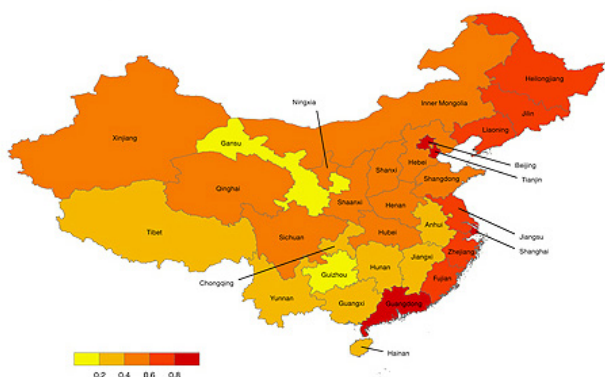 Heilongjiang
Jilin
Liaoning
Inner Mongolia
Ningxia
Xinjiang
Gansu
Beijing
Tianjin
Hebei
Shanxi
Shangdong
Qinghai
Shaanxi
Henan
Jiangsu
Shanghai
Anhui
Tibet
Sichuan
Hubei
Zhejiang
Chongqing
Hunan
Jiangxi
Guizhou
Fujian
Yunnan
Guangxi
Guangdong
Hainan
0.2 0.4 0.6 0.8